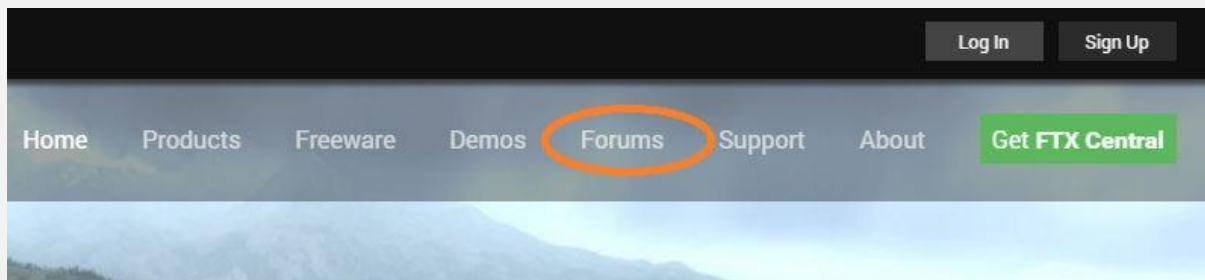 Log In Sign Up
Home Products Freeware Demos Forums Support About Get FTX Central